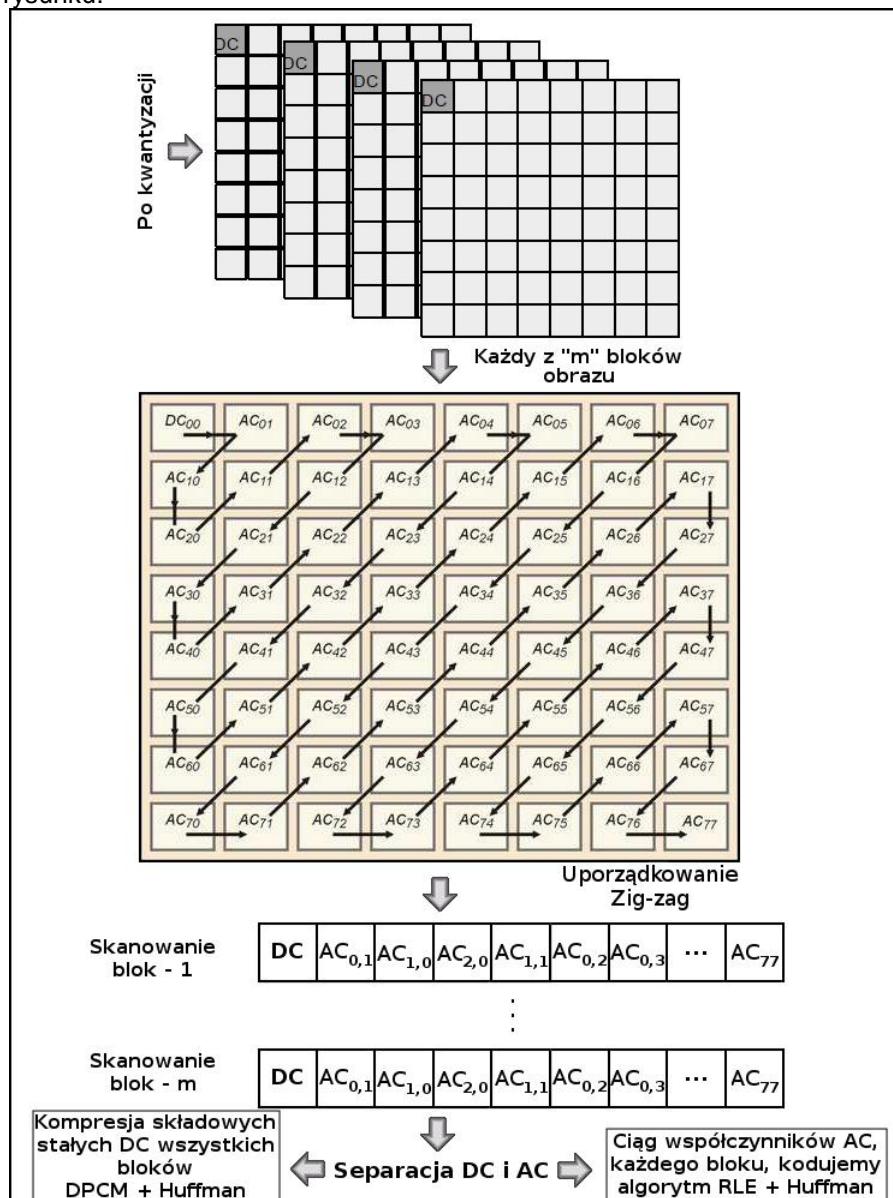 rysunku.
DC
DC
DC
DC
Po kwantyzacji
Każdy z "m" bloków
obrazu
DC00 AC01 AC02 AC03 AC04 AC05 AC06 AC07
AC10 AC11 AC12 AC13 AC14 AC15 AC16 AC17
AC20 AC21 AC22 AC23 AC24 AC25 AC26 AC27
AC30 AC31 AC32 AC33 AC34 AC35 AC36 AC37
AC40 AC41 AC42 AC43 AC44 AC45 AC46 AC47
AC50 AC51 AC52 AC53 AC54 AC55 AC56 AC57
AC60 AC61 AC62 AC63 AC64 AC65 AC66 AC67
AC70 AC71 AC72 AC73 AC74 AC75 AC76 AC77
Uporządkowanie
Zig-zag
Skanowanie
blok - 1
DC AC0,1 AC1,0 AC2,0 AC1,1 AC0,2 AC0,3 ... AC77
Skanowanie
blok - m
DC AC0,1 AC1,0 AC2,0 AC1,1 AC0,2 AC0,3 ... AC77
Kompresja składowych
stałych DC wszystkich
bloków
DPCM + Huffman
Separacja DC i AC
Ciąg współczynników AC,
każdego bloku, kodujemy
algorytm RLE + Huffman